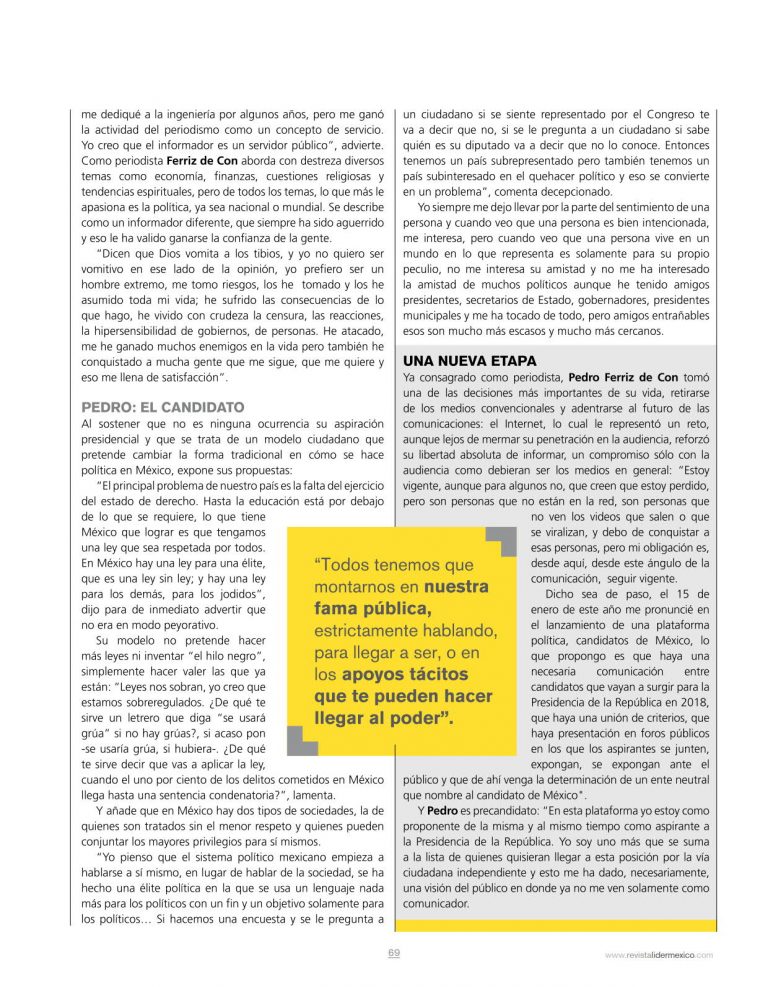 me dediqué a la ingeniería por algunos años, pero me ganó
la actividad del periodismo como un concepto de servicio.
Yo creo que el informador es un servidor público”, advierte.
Como periodista Ferriz de Con aborda con destreza diversos
temas como economía, finanzas, cuestiones religiosas y
tendencias espirituales, pero de todos los temas, lo que más le
apasiona es la política, ya sea nacional o mundial. Se describe
como un informador diferente, que siempre ha sido aguerrido
y eso le ha valido ganarse la confianza de la gente.
“Dicen que Dios vomita a los tibios, y yo no quiero ser
vomitivo en ese lado de la opinión, yo prefiero ser un
hombre extremo, me tomo riesgos, los he tomado y los he
asumido toda mi vida; he sufrido las consecuencias de lo
que hago, he vivido con crudeza la censura, las reacciones,
la hipersensibilidad de gobiernos, de personas. He atacado,
me he ganado muchos enemigos en la vida pero también he
conquistado a mucha gente que me sigue, que me quiere y
eso me llena de satisfacción”.
PEDRO: EL CANDIDATO
Al sostener que no es ninguna ocurrencia su aspiración
presidencial y que se trata de un modelo ciudadano que
pretende cambiar la forma tradicional en cómo se hace
política en México, expone sus propuestas:
“El principal problema de nuestro país es la falta del ejercicio
del estado de derecho. Hasta la educación está por debajo
de lo que se requiere, lo que tiene
México que lograr es que tengamos
una ley que sea respetada por todos.
En México hay una ley para una élite,
que es una ley sin ley; y hay una ley
para los demás, para los jodidos”,
dijo para de inmediato advertir que
no era en modo peyorativo.
Su modelo no pretende hacer
más leyes ni inventar “el hilo negro”,
simplemente hacer valer las que ya
están: “Leyes nos sobran, yo creo que
estamos sobreregulados. ¿De qué te
sirve un letrero que diga “se usará
grúa” si no hay grúas?, si acaso pon
-se usaría grúa, si hubiera-. ¿De qué
te sirve decir que vas a aplicar la ley,
cuando el uno por ciento de los delitos cometidos en México
llega hasta una sentencia condenatoria?”, lamenta.
Y añade que en México hay dos tipos de sociedades, la de
quienes son tratados sin el menor respeto y quienes pueden
conjuntar los mayores privilegios para sí mismos.
“Yo pienso que el sistema político mexicano empieza a
hablarse a sí mismo, en lugar de hablar de la sociedad, se ha
hecho una élite política en la que se usa un lenguaje nada
más para los políticos con un fin y un objetivo solamente para
los políticos… Si hacemos una encuesta y se le pregunta a
un ciudadano si se siente representado por el Congreso te
va a decir que no, si se le pregunta a un ciudadano si sabe
quién es su diputado va a decir que no lo conoce. Entonces
tenemos un país subrepresentado pero también tenemos un
país subinteresado en el quehacer político y eso se convierte
en un problema”, comenta decepcionado.
Yo siempre me dejo llevar por la parte del sentimiento de una
persona y cuando veo que una persona es bien intencionada,
me interesa, pero cuando veo que una persona vive en un
mundo en lo que representa es solamente para su propio
peculio, no me interesa su amistad y no me ha interesado
la amistad de muchos políticos aunque he tenido amigos
presidentes, secretarios de Estado, gobernadores, presidentes
municipales y me ha tocado de todo, pero amigos entrañables
esos son mucho más escasos y mucho más cercanos.
UNA NUEVA ETAPA
Ya consagrado como periodista, Pedro Ferriz de Con tomó
una de las decisiones más importantes de su vida, retirarse
de los medios convencionales y adentrarse al futuro de las
comunicaciones: el Internet, lo cual le representó un reto,
aunque lejos de mermar su penetración en la audiencia, reforzó
su libertad absoluta de informar, un compromiso sólo con la
audiencia como debieran ser los medios en general: “Estoy
vigente, aunque para algunos no, que creen que estoy perdido,
pero son personas que no están en la red, son personas que
no ven los videos que salen o que
se viralizan, y debo de conquistar a
esas personas, pero mi obligación es,
desde aquí, desde este ángulo de la
comunicación, seguir vigente.
Dicho sea de paso, el 15 de
enero de este año me pronuncié en
el lanzamiento de una plataforma
política, candidatos de México, lo
que propongo es que haya una
necesaria comunicación entre
candidatos que vayan a surgir para la
Presidencia de la República en 2018,
que haya una unión de criterios, que
haya presentación en foros públicos
en los que los aspirantes se junten,
expongan, se expongan ante el
público y que de ahí venga la determinación de un ente neutral
que nombre al candidato de México".
Y Pedro es precandidato: “En esta plataforma yo estoy como
proponente de la misma y al mismo tiempo como aspirante a
la Presidencia de la República. Yo soy uno más que se suma
a la lista de quienes quisieran llegar a esta posición por la vía
ciudadana independiente y esto me ha dado, necesariamente,
una visión del público en donde ya no me ven solamente como
comunicador.
“Todos tenemos que
montarnos en nuestra
fama pública,
estrictamente hablando,
para llegar a ser, o en
los apoyos tácitos
que te pueden hacer
llegar al poder”.
69
www.revistalidermexico.com